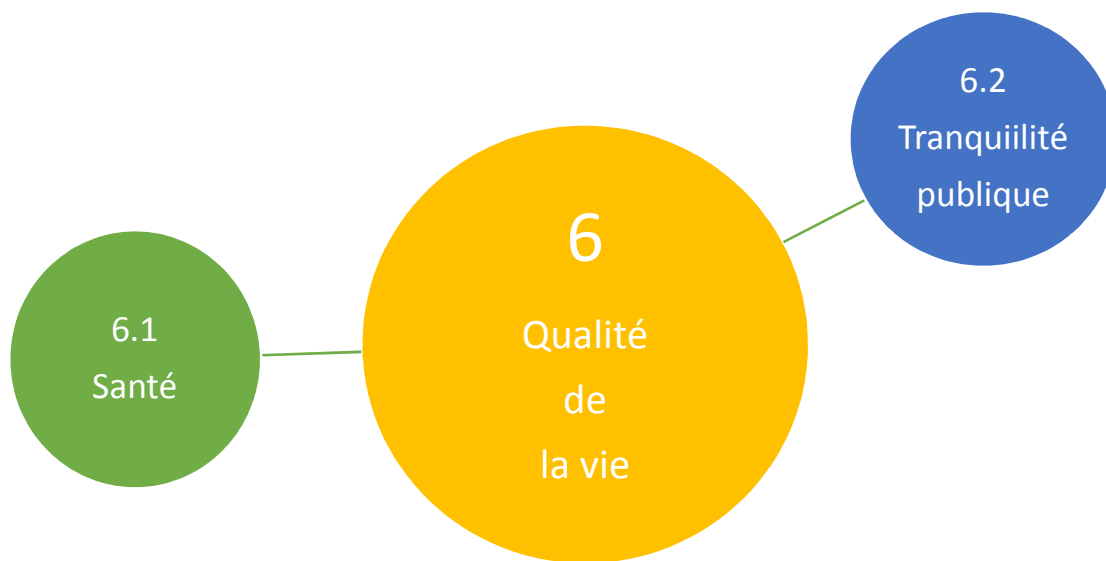 6
Qualité
de
la vie
6.1
Santé
6.2
Tranquiilité
publique